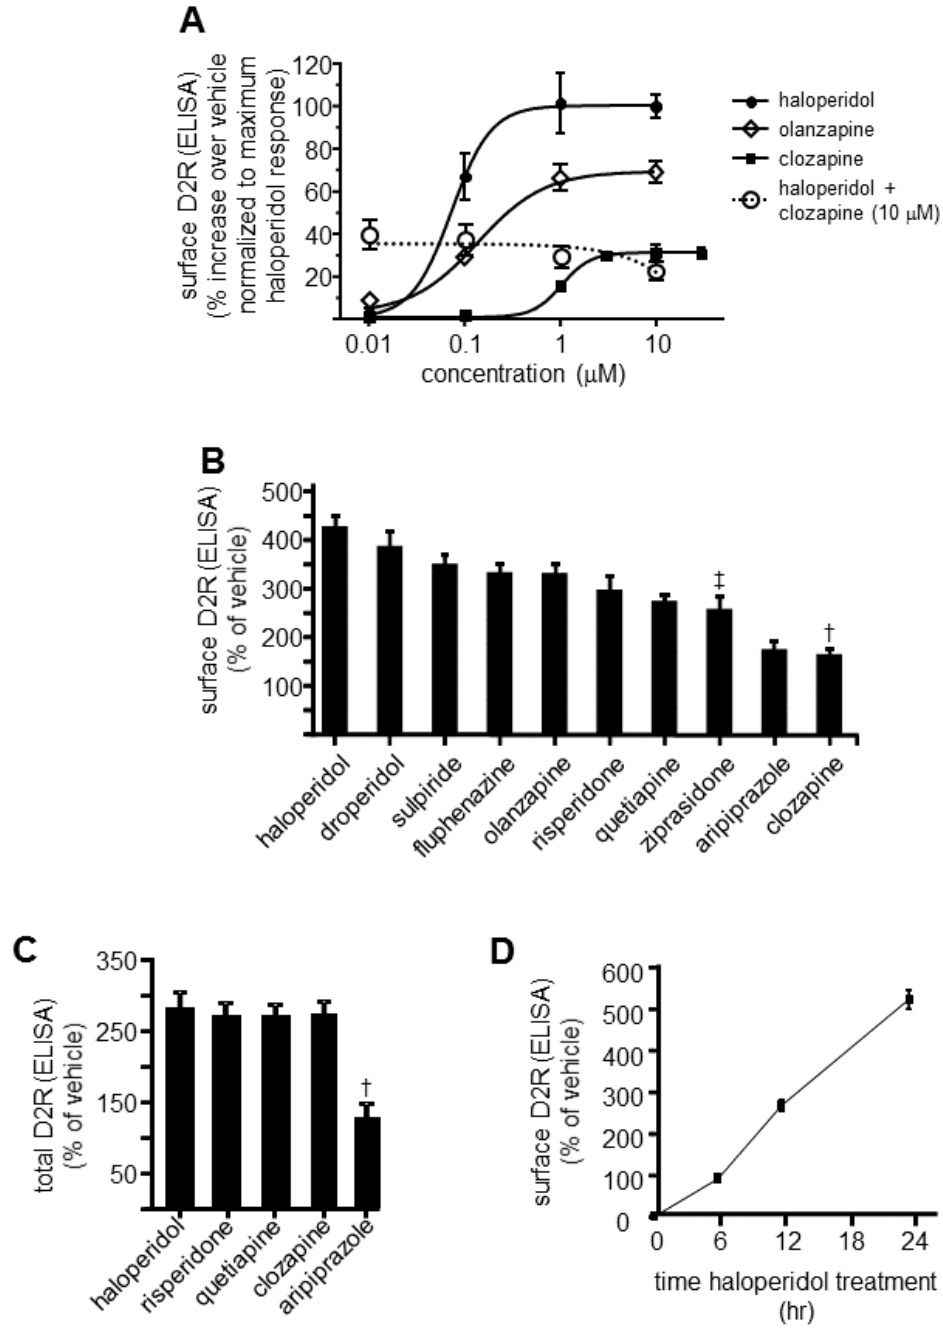 A
surface D2R (ELISA)
(% increase over vehicle
normalized to maximum
haloperidol response)
120
100
80
60
40
20
0.01
0.1
1
10
concentration (μM)
haloperidol
olanzapine
clozapine
haloperidol +
clozapine (10 μM)
B
surface D2R (ELISA)
(% of vehicle)
500
400
300
200
100
‡
†
haloperidol
droperidol
sulpiride
fluphenazine
olanzapine
risperidone
quetiapine
ziprasidone
aripiprazole
clozapine
C
total D2R (ELISA)
(% of vehicle)
350
250
150
50
†
haloperidol
risperidone
quetiapine
clozapine
aripiprazole
D
surface D2R (ELISA)
(% of vehicle)
600
500
400
300
200
100
0
0
6
12
18
24
time haloperidol treatment
(hr)